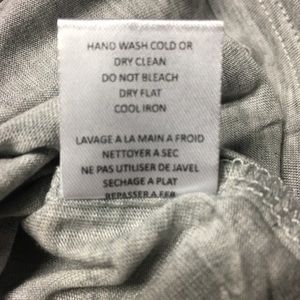 HAND WASH COLD OR
DRY CLEAN
DO NOT BLEACH
DRY FLAT
COOL IRON
LAVAGE A LA MAIN A FROID
NETTOYER A SEC
NE PAS UTILISER DE JAVEL
SECHAGE A PLAT
REPASSER A FER